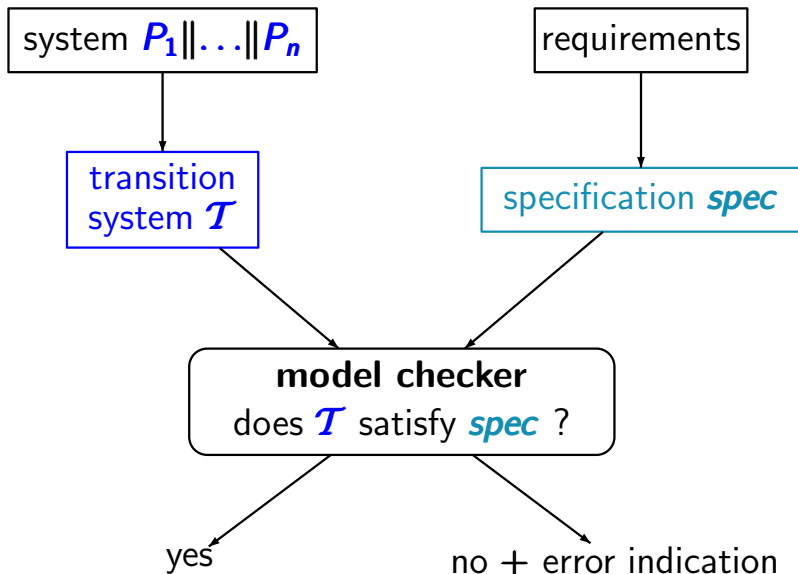 system P₁‖...‖Pₙ
requirements
transition
system 𝒯
specification spec
model checker
does 𝒯 satisfy spec ?
yes
no + error indication